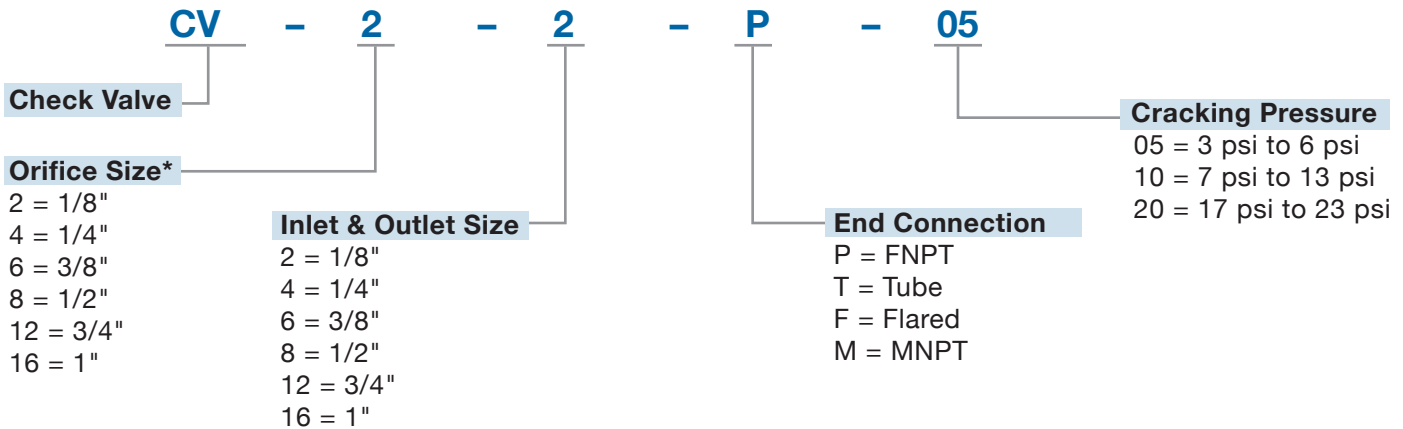 CV – 2 – 2 – P – 05
Check Valve
Orifice Size*
2 = 1/8"
4 = 1/4"
6 = 3/8"
8 = 1/2"
12 = 3/4"
16 = 1"
Inlet & Outlet Size
2 = 1/8"
4 = 1/4"
6 = 3/8"
8 = 1/2"
12 = 3/4"
16 = 1"
End Connection
P = FNPT
T = Tube
F = Flared
M = MNPT
Cracking Pressure
05 = 3 psi to 6 psi
10 = 7 psi to 13 psi
20 = 17 psi to 23 psi